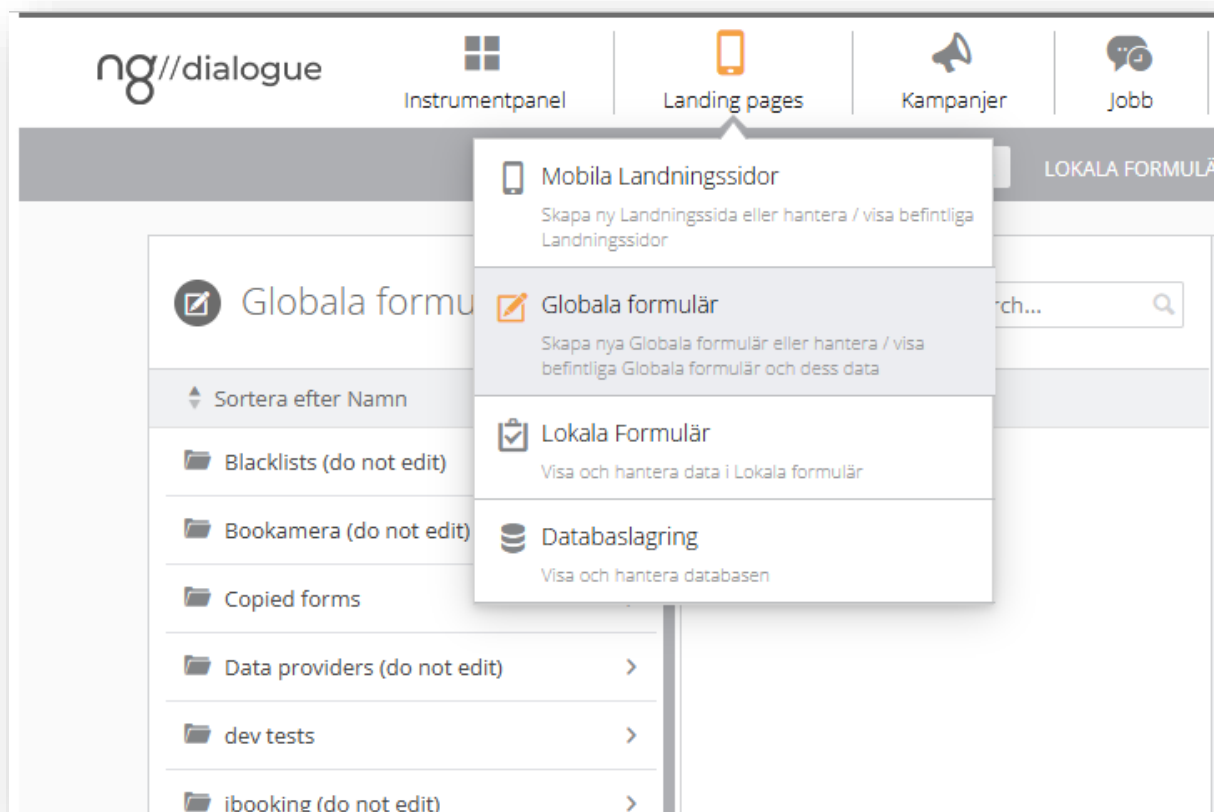 ng//dialogue
Instrumentpanel
Landing pages
Kampanjer
Jobb
LOKALA FORMULÄ
Mobila Landningssidor
Skapa ny Landningssida eller hantera / visa befintliga
Landningssidor
Globala formulär
Skapa nya Globala formulär eller hantera / visa
befintliga Globala formulär och dess data
Lokala Formulär
Visa och hantera data i Lokala formulär
Databaslagring
Visa och hantera databasen
Globala formu
rch...
Sortera efter Namn
Blacklists (do not edit)
Bookamera (do not edit)
Copied forms
Data providers (do not edit)
dev tests
ibooking (do not edit)